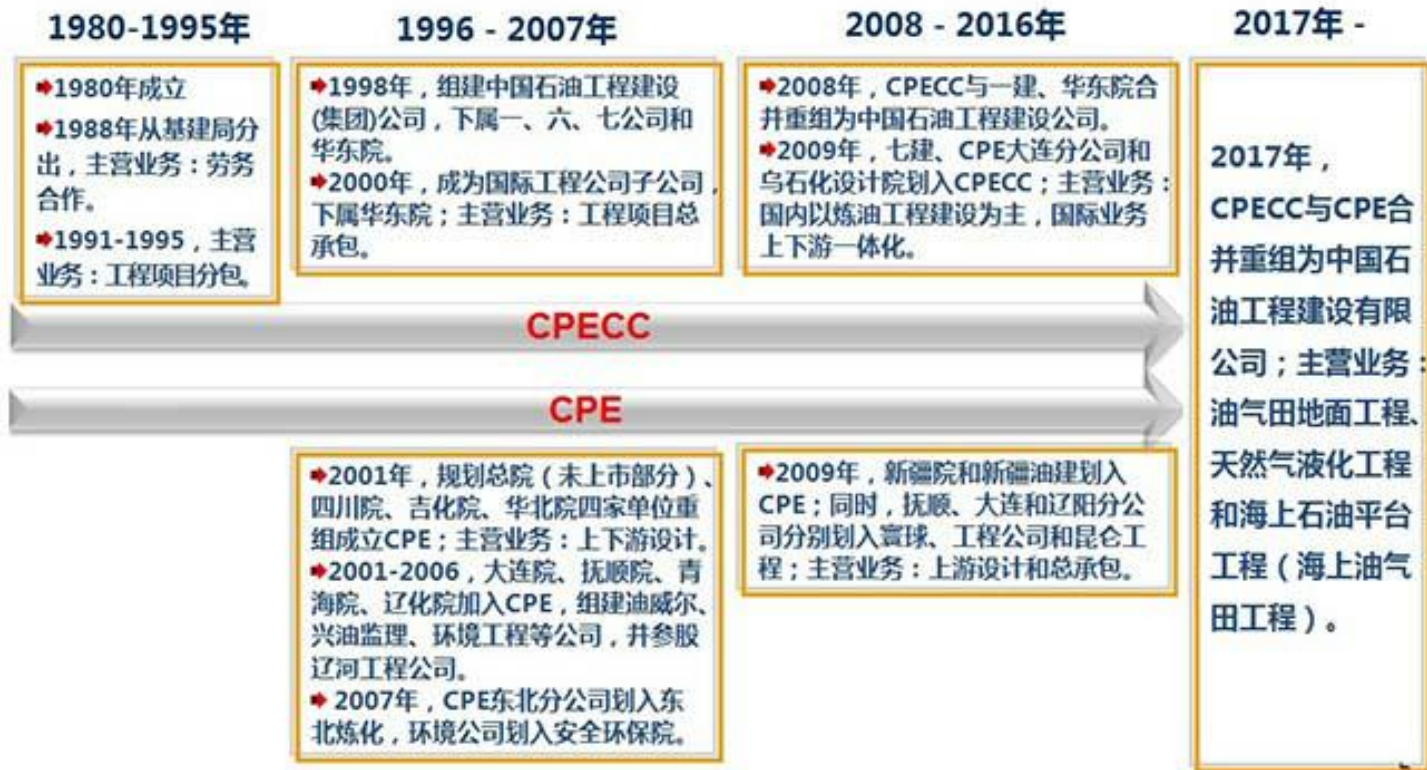 1980-1995年
1996 - 2007年
2008 - 2016年
2017年 -
➡1980年成立
➡1988年从基建局分
出，主营业务：劳务
合作。
➡1991-1995，主营
业务：工程项目分包。
➡1998年，组建中国石油工程建设
(集团)公司，下属一、六、七公司和
华东院。
➡2000年，成为国际工程公司子公司，
下属华东院；主营业务：工程项目总
承包。
➡2008年，CPECC与一建、华东院合
并重组为中国石油工程建设公司。
➡2009年，七建、CPE大连分公司和
乌石化设计院划入CPECC；主营业务：
国内以炼油工程建设为主，国际业务
上下游一体化。
CPECC
CPE
➡2001年，规划总院（未上市部分）、
四川院、吉化院、华北院四家单位重
组成立CPE；主营业务：上下游设计。
➡2001-2006，大连院、抚顺院、青
海院、辽化院加入CPE，组建迪威尔、
兴油监理、环境工程等公司，并参股
辽河工程公司。
➡ 2007年，CPE东北分公司划入东
北炼化，环境公司划入安全环保院。
➡2009年，新疆院和新疆油建划入
CPE；同时，抚顺、大连和辽阳分公
司分别划入寰球、工程公司和昆仑工
程；主营业务：上游设计和总承包。
2017年，
CPECC与CPE合
并重组为中国石
油工程建设有限
公司；主营业务：
油气田地面工程、
天然气液化工程
和海上石油平台
工程（海上油气
田工程）。